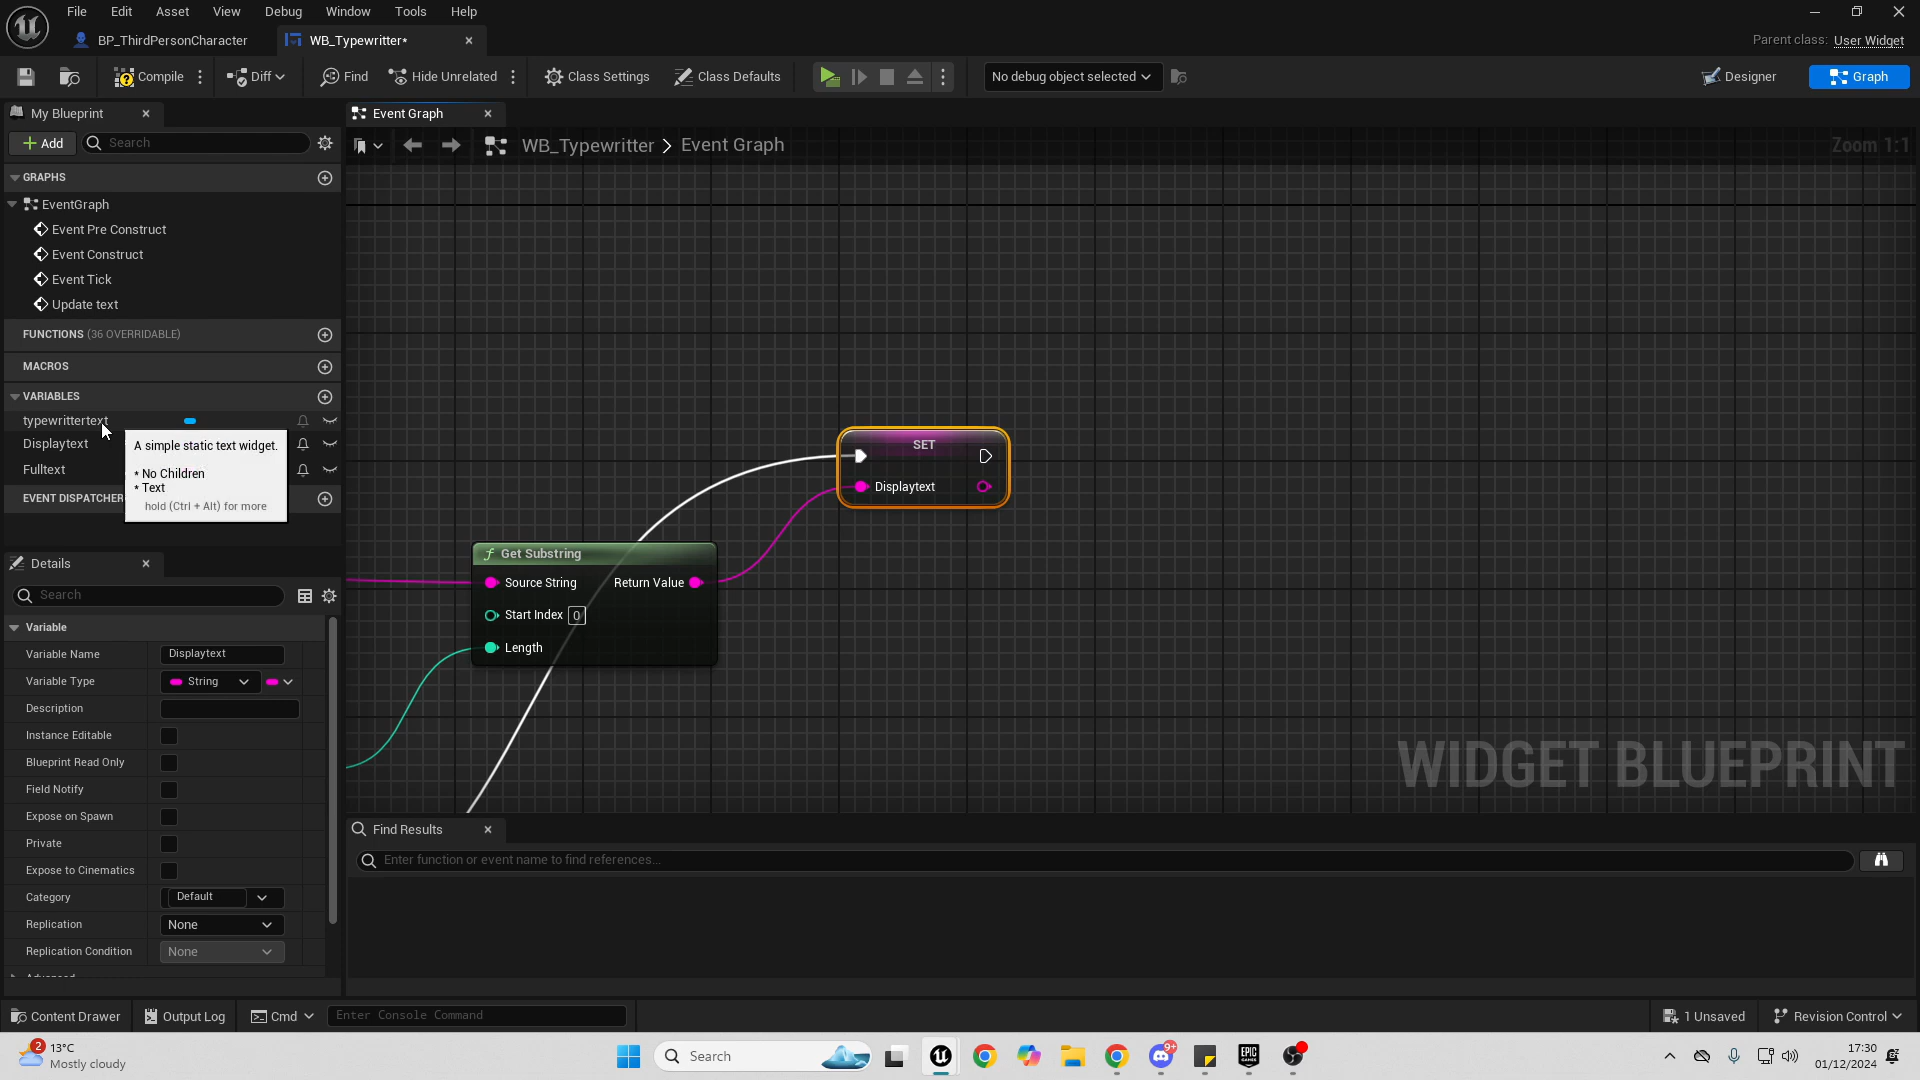 File Edit Asset View Debug Window Tools Help
BP_ThirdPersonCharacter
WB_Typewritter*
Parent class: User Widget
Compile
Diff
Find
Hide Unrelated
Class Settings
Class Defaults
No debug object selected
Designer
Graph
My Blueprint
Event Graph
Add
Search
WB_Typewritter > Event Graph
Zoom 1:1
GRAPHS
EventGraph
Event Pre Construct
Event Construct
Event Tick
Update text
FUNCTIONS (36 OVERRIDABLE)
MACROS
VARIABLES
typewrittertext
Displaytext
Fulltext
EVENT DISPATCHER
A simple static text widget.
* No Children
* Text
hold (Ctrl + Alt) for more
SET
Displaytext
Get Substring
Source String
Return Value
Start Index 0
Length
WIDGET BLUEPRINT
Details
Search
Variable
Variable Name Displaytext
Variable Type String
Description
Instance Editable
Blueprint Read Only
Field Notify
Expose on Spawn
Private
Expose to Cinematics
Category Default
Replication None
Replication Condition None
Find Results
Enter function or event name to find references...
Content Drawer
Output Log
Cmd
Enter Console Command
1 Unsaved
Revision Control
2
13°C
Mostly cloudy
Search
9+
EPIC
GAMES
17:30
01/12/2024